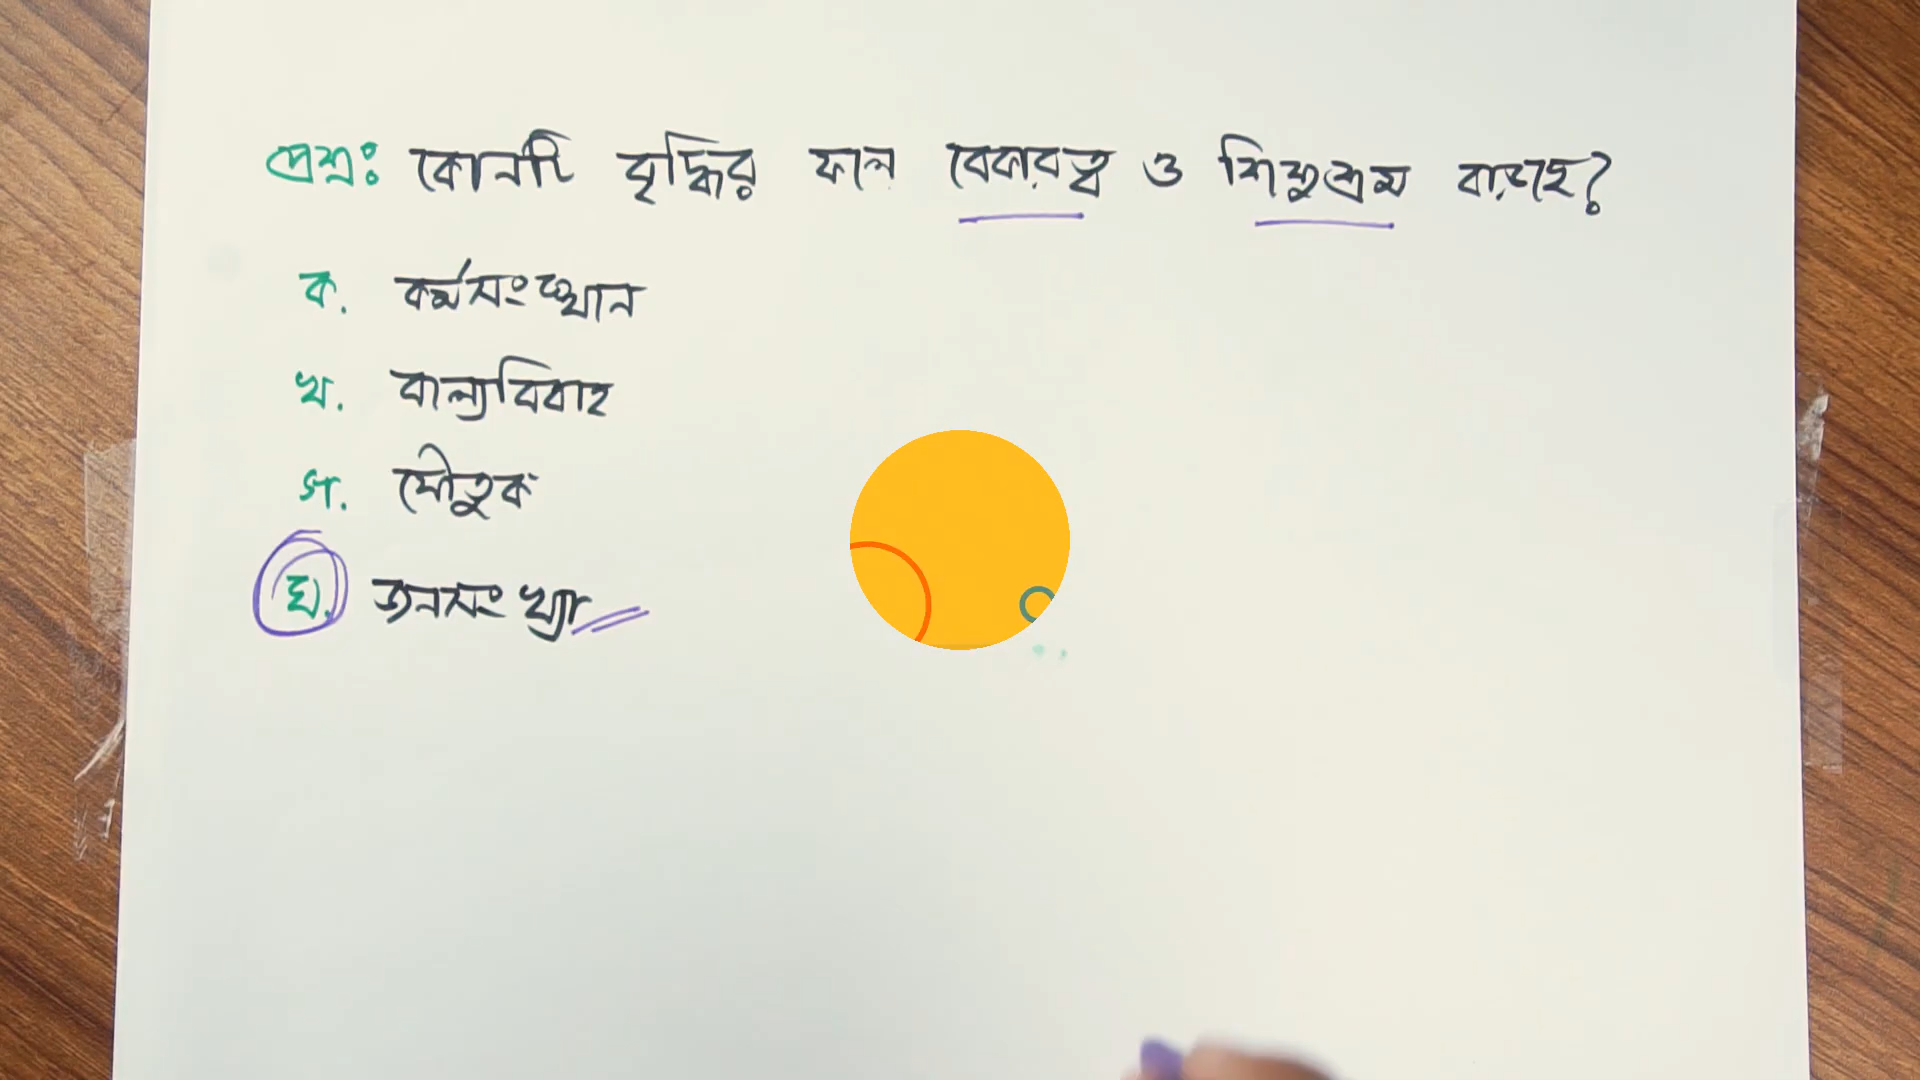 প্রশ্ন: কোনটি বৃদ্ধির ফলে বেকারত্ব ও শিশুশ্রম বাড়ছে?
ক. কর্মসংস্থান
খ. বাল্যবিবাহ
গ. যৌতুক
ঘ. জনসংখ্যা